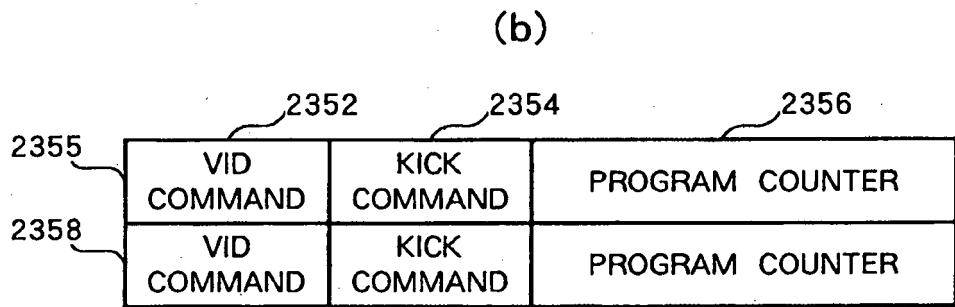 (b)
2352 2354 2356
2355 VID KICK PROGRAM COUNTER
COMMAND COMMAND
2358 VID KICK PROGRAM COUNTER
COMMAND COMMAND